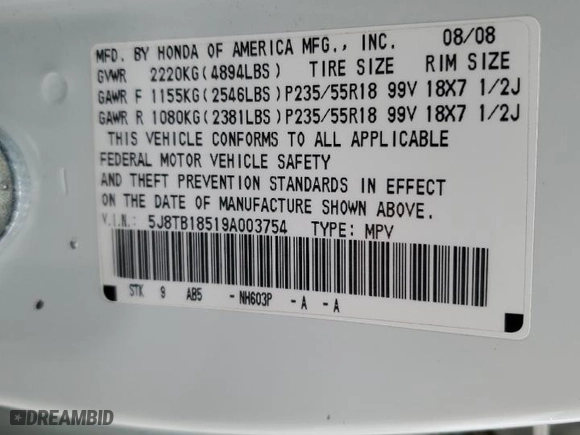 MFD. BY HONDA OF AMERICA MFG., INC. 08/08
GVWR 2220KG(4894LBS) TIRE SIZE RIM SIZE
GAWR F 1155KG(2546LBS)P235/55R18 99V 18X7 1/2J
GAWR R 1080KG(2381LBS)P235/55R18 99V 18X7 1/2J
THIS VEHICLE CONFORMS TO ALL APPLICABLE
FEDERAL MOTOR VEHICLE SAFETY
AND THEFT PREVENTION STANDARDS IN EFFECT
ON THE DATE OF MANUFACTURE SHOWN ABOVE.
V.I.N.: 5J8TB18519A003754 TYPE: MPV
STK 9 AB5 -NH603P -A -A
DREAMBID